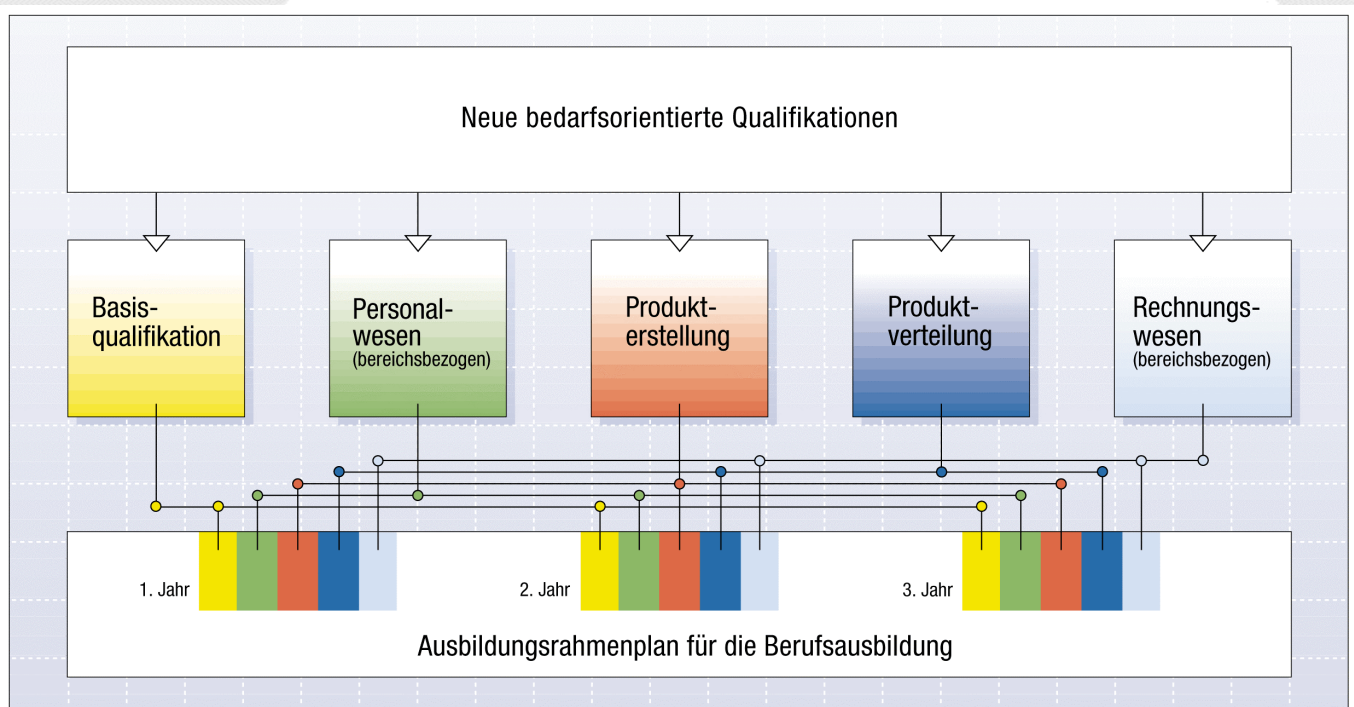 Neue bedarfsorientierte Qualifikationen
Basis-
qualifikation
Personal-
wesen
(bereichsbezogen)
Produkt-
erstellung
Produkt-
verteilung
Rechnungs-
wesen
(bereichsbezogen)
1. Jahr
2. Jahr
3. Jahr
Ausbildungsrahmenplan für die Berufsausbildung